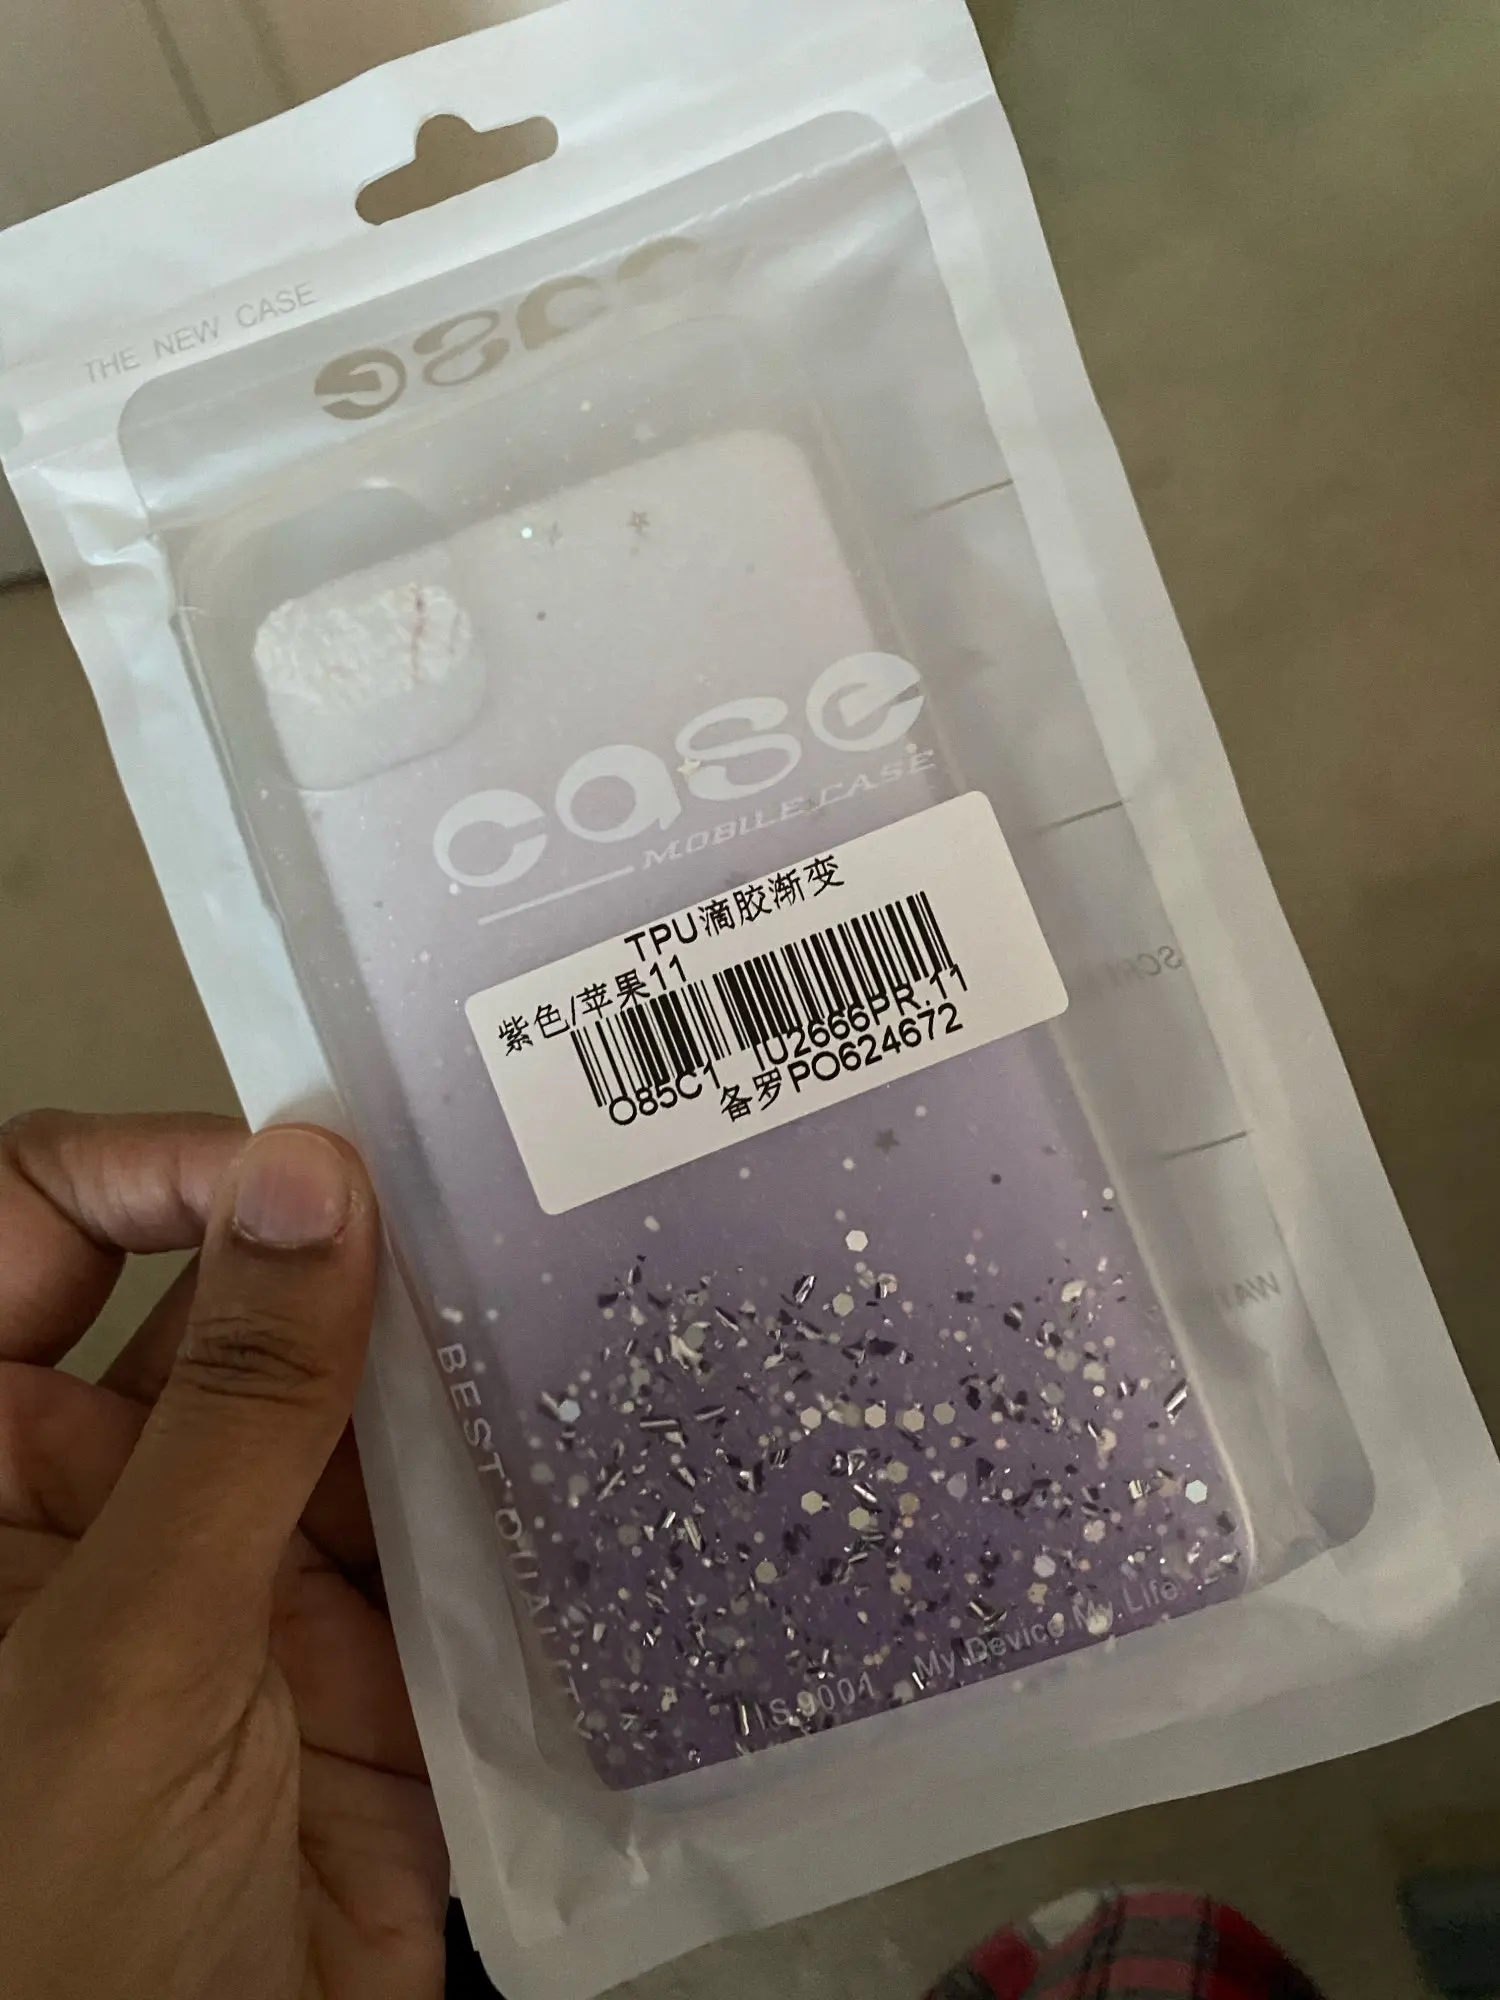 THE NEW CASE
case
case
MOBILE CASE
TPU滴胶渐变
紫色/苹果11
O85C1 IU2666PR.11
备罗PO624672
BEST QUALITY
IS9001 My Device My Life